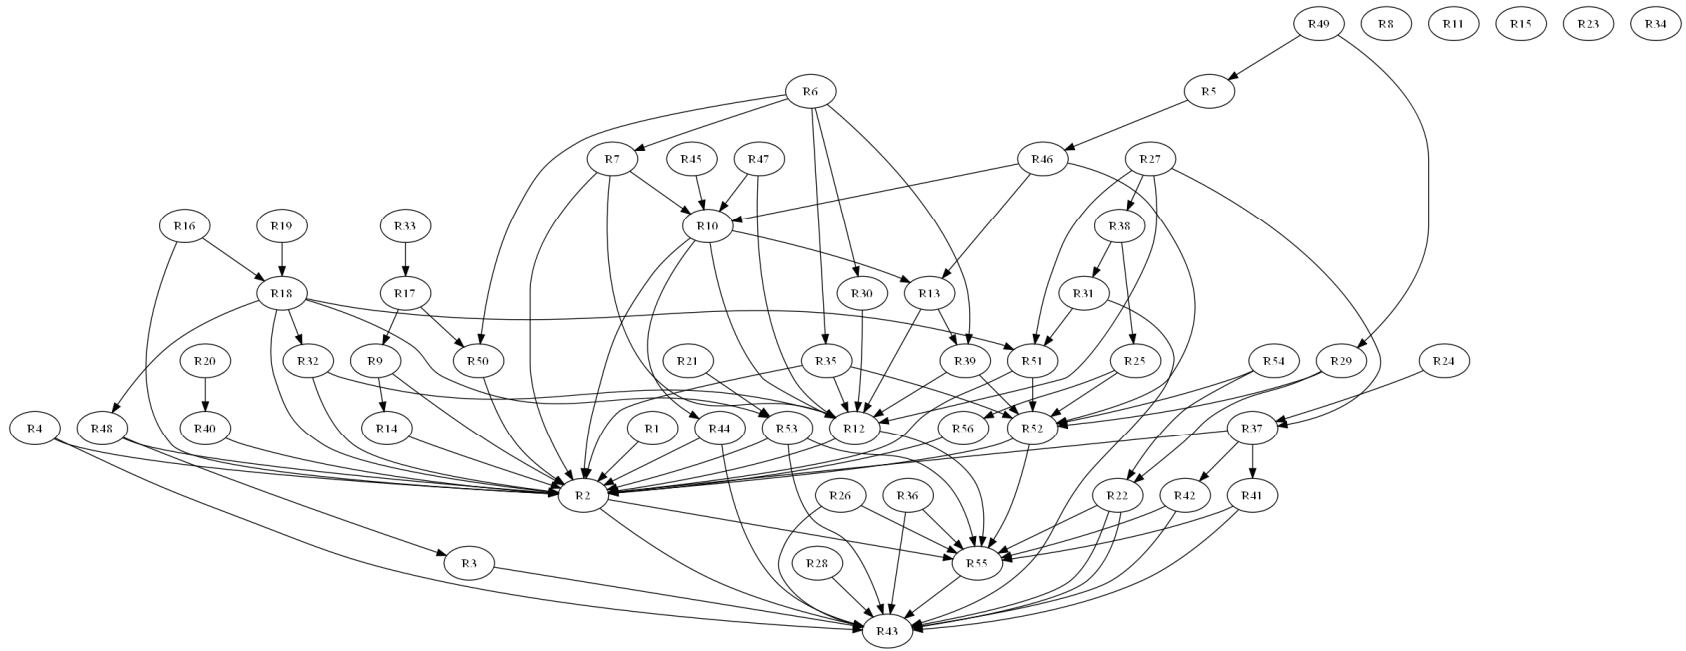 R49 R8 R11 R15 R23 R34
R6 R5
R7 R45 R47 R46 R27
R16 R19 R33 R10 R38
R18 R17 R30 R13 R31
R20 R32 R9 R50 R21 R35 R39 R51 R25 R54 R29 R24
R4 R48 R40 R14 R1 R44 R53 R12 R56 R52 R37
R2 R26 R36 R22 R42 R41
R3 R28 R55
R43